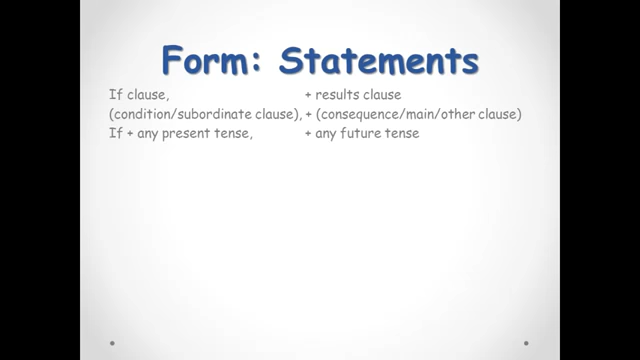 Form: Statements
If clause, + results clause
(condition/subordinate clause), + (consequence/main/other clause)
If + any present tense, + any future tense